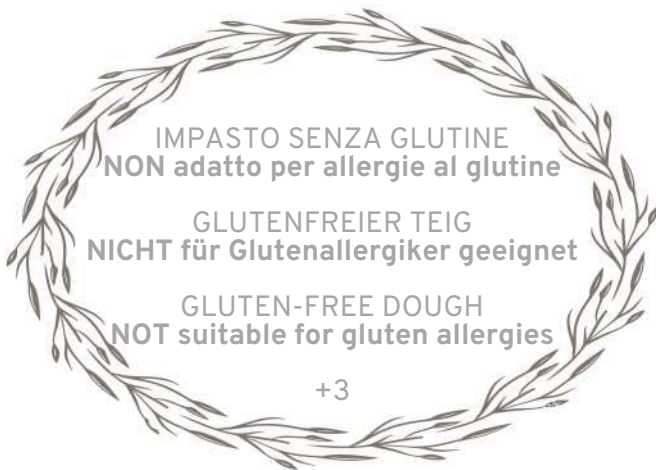 IMPASTO SENZA GLUTINE
NON adatto per allergie al glutine
GLUTENFREIER TEIG
NICHT für Glutenallergiker geeignet
GLUTEN-FREE DOUGH
NOT suitable for gluten allergies
+3